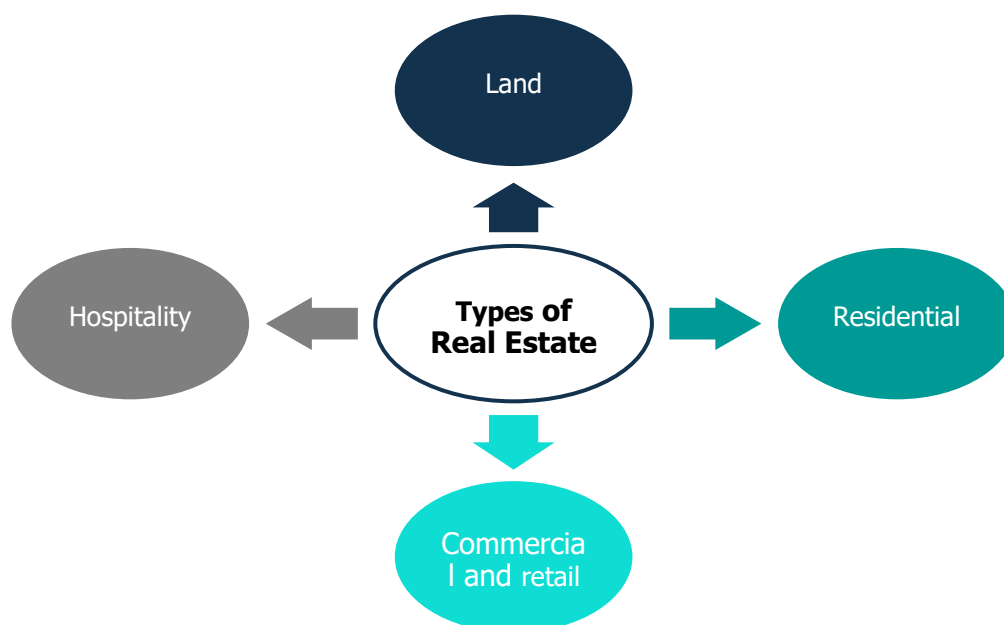 Land
Hospitality
Types of
Real Estate
Residential
Commercia
l and retail